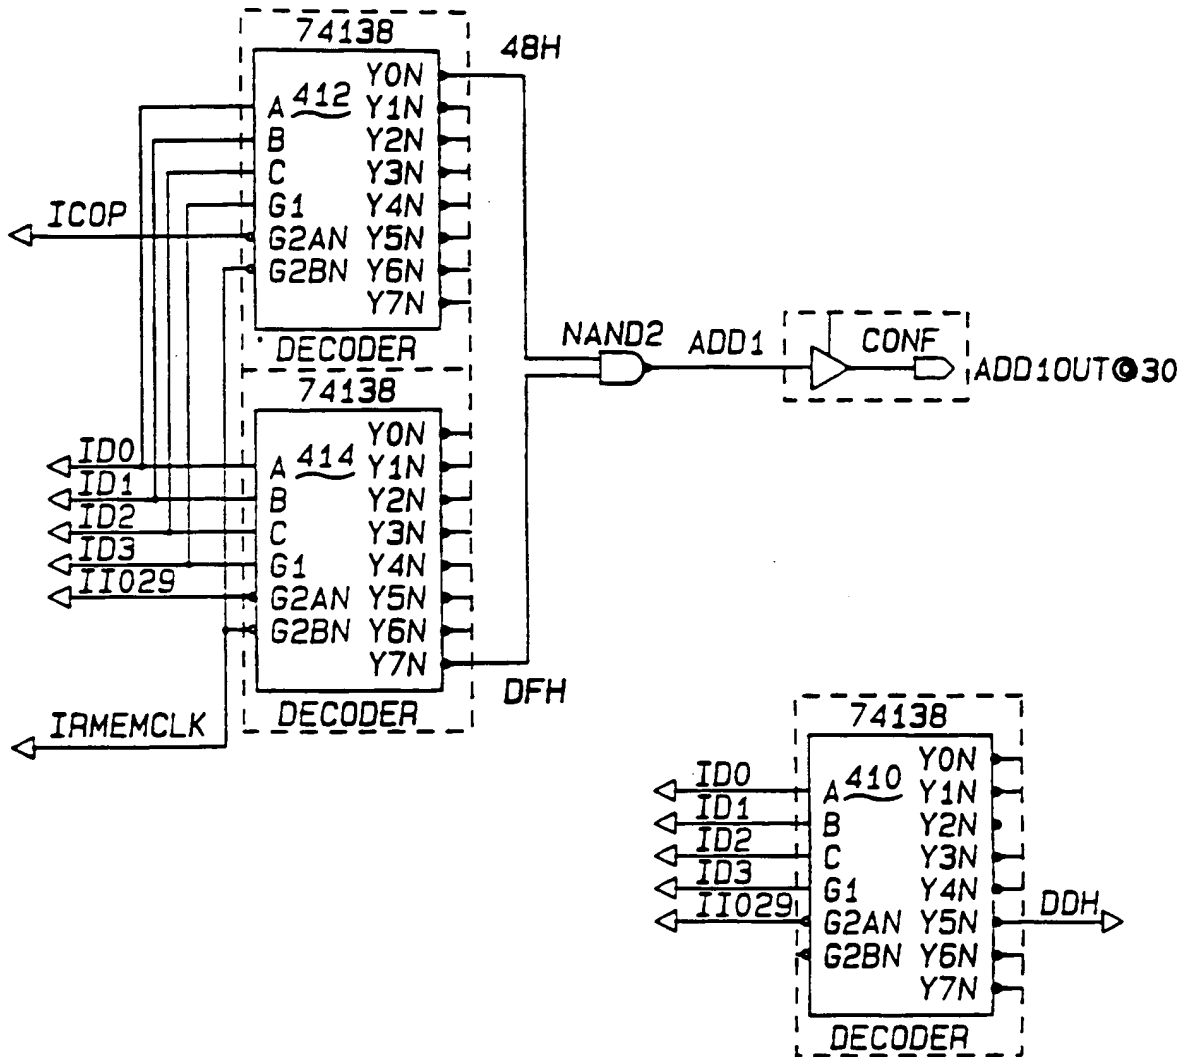 74138
48H
412
A
B
C
G1
G2AN
G2BN
Y0N
Y1N
Y2N
Y3N
Y4N
Y5N
Y6N
Y7N
ICOP
DECODER
NAND2
ADD1
CONF
ADD1OUT@30
74138
414
A
B
C
G1
G2AN
G2BN
Y0N
Y1N
Y2N
Y3N
Y4N
Y5N
Y6N
Y7N
ID0
ID1
ID2
ID3
IIO29
DFH
DECODER
IRMEMCLK
74138
410
A
B
C
G1
G2AN
G2BN
Y0N
Y1N
Y2N
Y3N
Y4N
Y5N
Y6N
Y7N
ID0
ID1
ID2
ID3
IIO29
DDH
DECODER